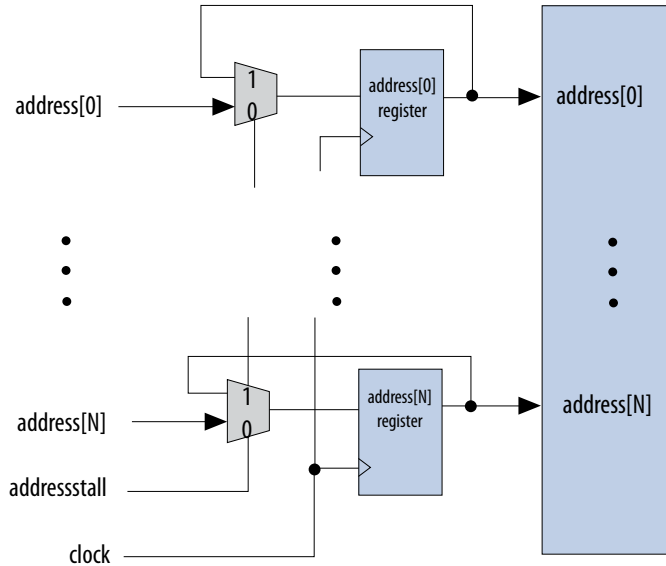 1
0
address[0]
address[0]
register
address[0]
1
0
address[N]
address[N]
register
address[N]
addressstall
clock